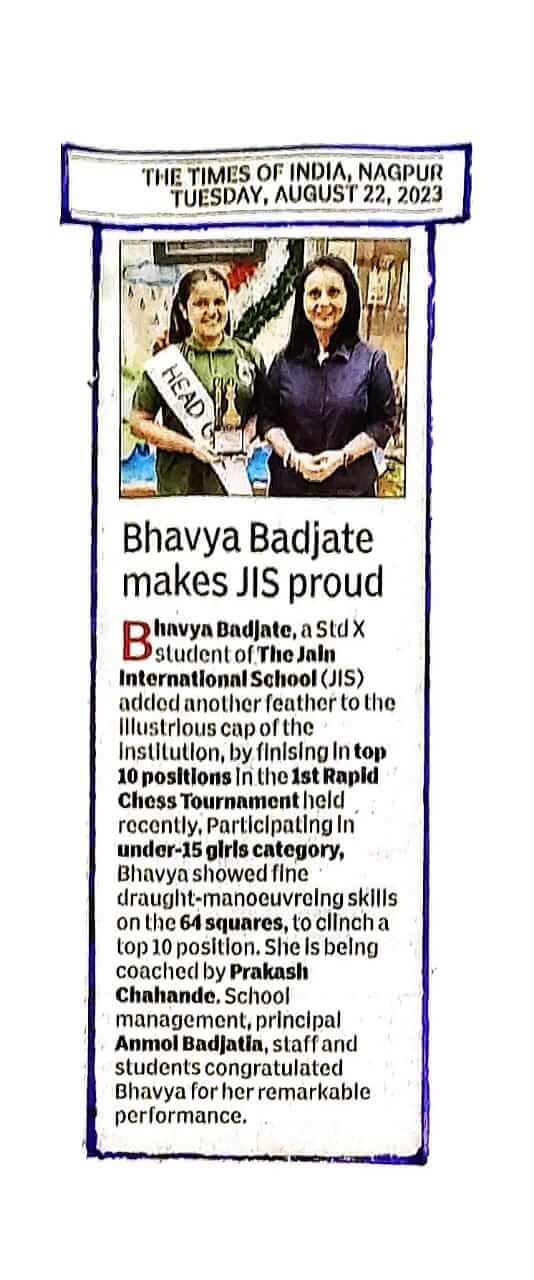 THE TIMES OF INDIA, NAGPUR
TUESDAY, AUGUST 22, 2023
HEAD G
Bhavya Badjate
makes JIS proud
Bhavya Badjate, a Std X
student of The Jain
International School (JIS)
added another feather to the
illustrious cap of the
institution, by finising in top
10 positions in the 1st Rapid
Chess Tournament held
recently. Participating in
under-15 girls category,
Bhavya showed fine
draught-manoeuvreing skills
on the 64 squares, to clinch a
top 10 position. She is being
coached by Prakash
Chahande. School
management, principal
Anmol Badjatia, staff and
students congratulated
Bhavya for her remarkable
performance.